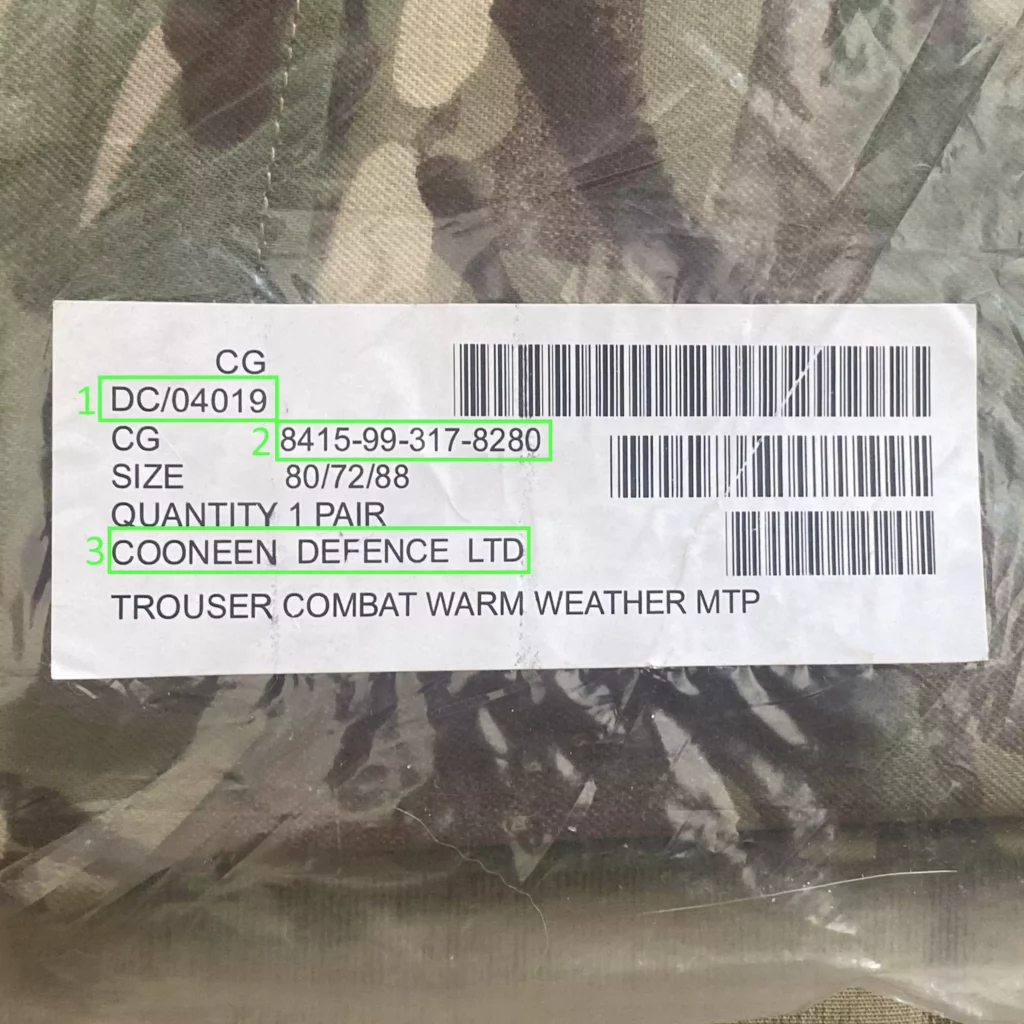 CG
1 DC/04019
CG 2 8415-99-317-8280
SIZE 80/72/88
QUANTITY 1 PAIR
3 COONEEN DEFENCE LTD
TROUSER COMBAT WARM WEATHER MTP